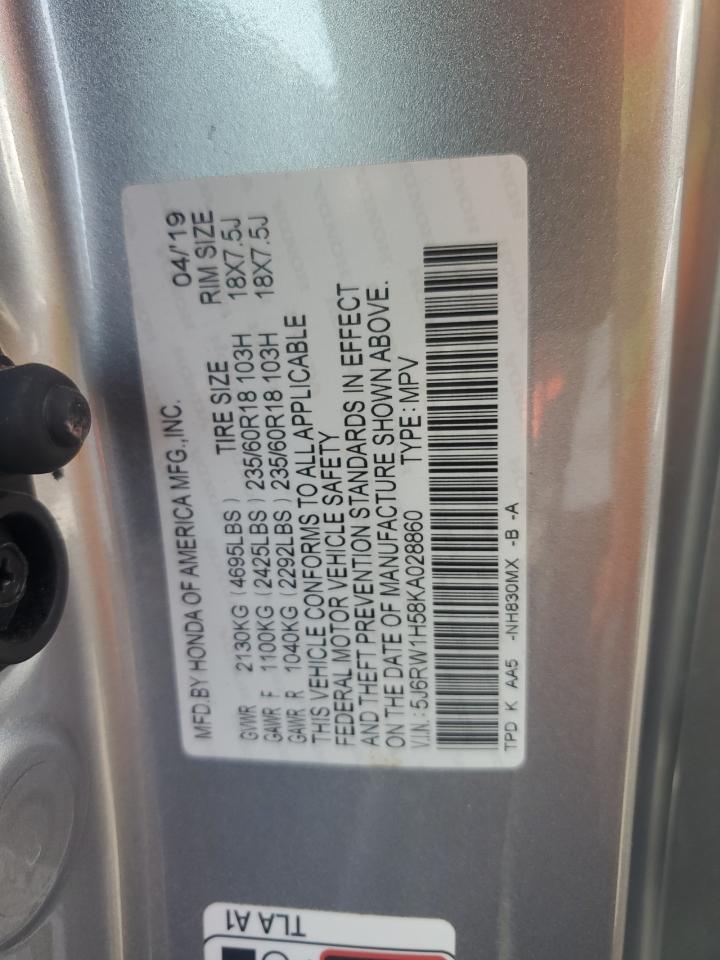 MFD.BY HONDA OF AMERICA MFG.,INC. 04/'19
TIRE SIZE RIM SIZE
GVWR 2130KG (4695LBS)
GAWR F 1100KG (2425LBS) 235/60R18 103H 18X7.5J
GAWR R 1040KG (2292LBS) 235/60R18 103H 18X7.5J
THIS VEHICLE CONFORMS TO ALL APPLICABLE
FEDERAL MOTOR VEHICLE SAFETY
AND THEFT PREVENTION STANDARDS IN EFFECT
ON THE DATE OF MANUFACTURE SHOWN ABOVE.
V.I.N.: 5J6RW1H58KA028860 TYPE: MPV
TPD K AA5 -NH830MX -B -A
TLA A1